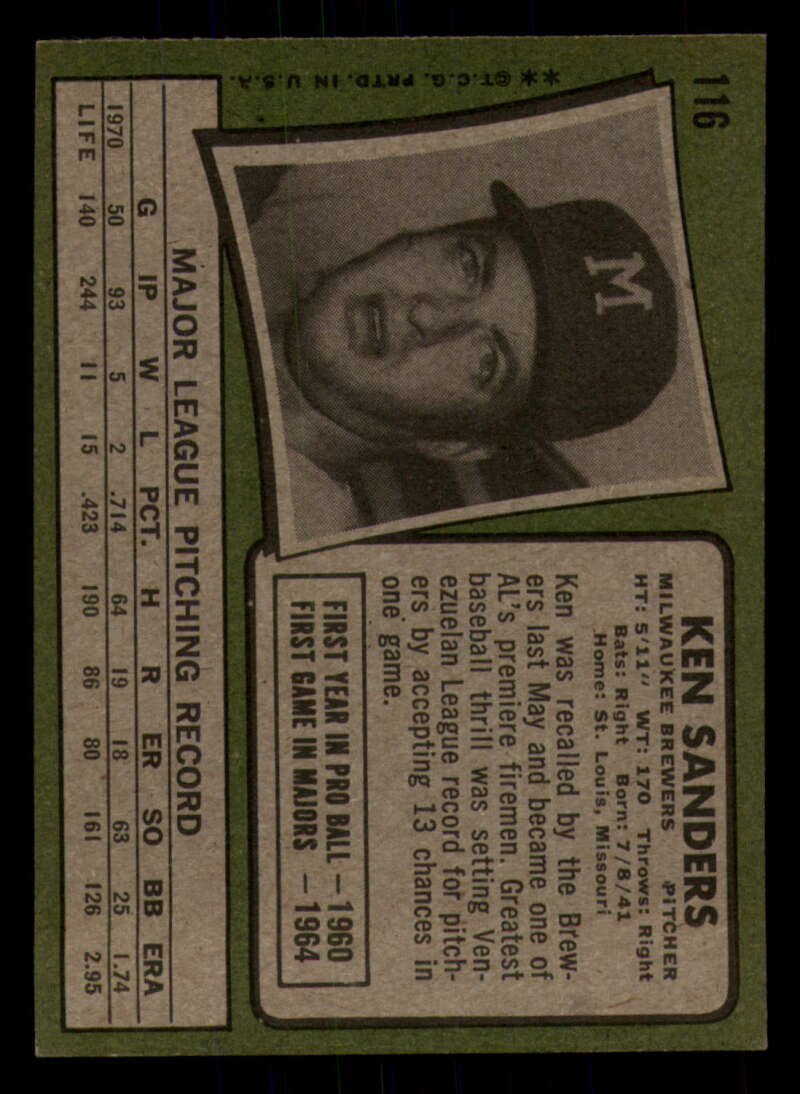 116
**©T.C.G. PRTD. IN U.S.A.
M
KEN SANDERS
MILWAUKEE BREWERS PITCHER
HT: 5'11" WT: 170 Throws: Right
Bats: Right Born: 7/8/41
Home: St. Louis, Missouri
Ken was recalled by the Brew-
ers last May and became one of
AL's premiere firemen. Greatest
baseball thrill was setting Ven-
ezuelan League record for pitch-
ers by accepting 13 chances in
one game.
FIRST YEAR IN PRO BALL — 1960
FIRST GAME IN MAJORS — 1964
MAJOR LEAGUE PITCHING RECORD
G IP W L PCT. H R ER SO BB ERA
1970 50 93 5 2 .714 64 19 18 63 25 1.74
LIFE 140 244 11 15 .423 190 86 80 161 126 2.95